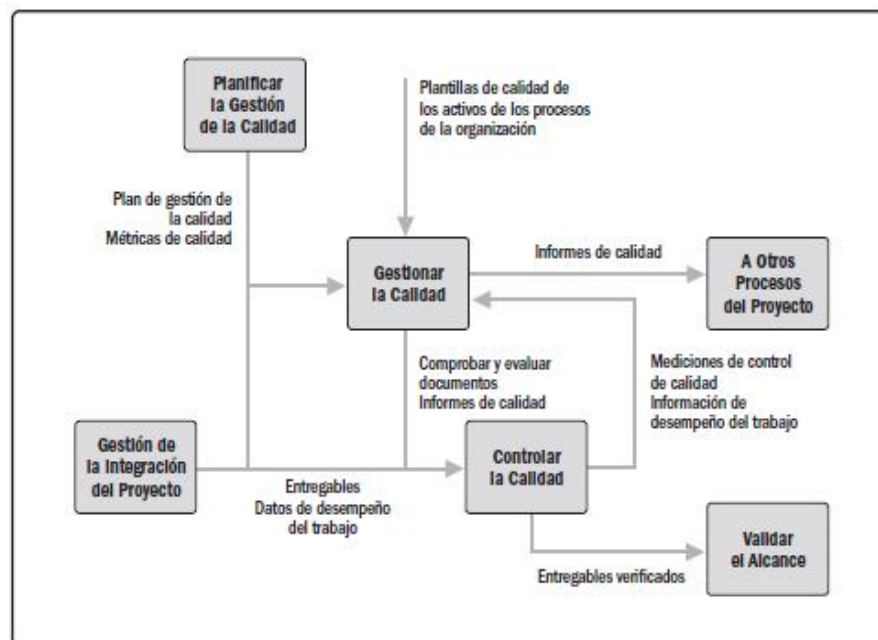 Planificar
la Gestión
de la Calidad
Plantillas de calidad de
los activos de los procesos
de la organización
Plan de gestión de
la calidad
Métricas de calidad
Gestionar
la Calidad
Informes de calidad
A Otros
Procesos
del Proyecto
Comprobar y evaluar
documentos
Informes de calidad
Mediciones de control
de calidad
Información de
desempeño del trabajo
Gestión de
la Integración
del Proyecto
Entregables
Datos de desempeño
del trabajo
Controlar
la Calidad
Entregables verificados
Validar
el Alcance